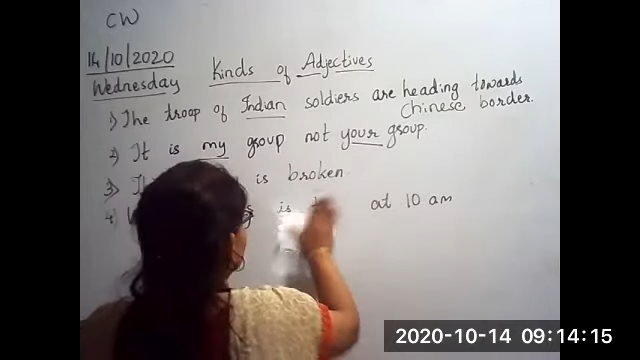 CW
14/10/2020
Wednesday
Kinds of Adjectives
1) The troop of Indian soldiers are heading towards
Chinese border.
2) It is my group not your group.
3) is broken.
4) is at 10 am
2020-10-14 09:14:15